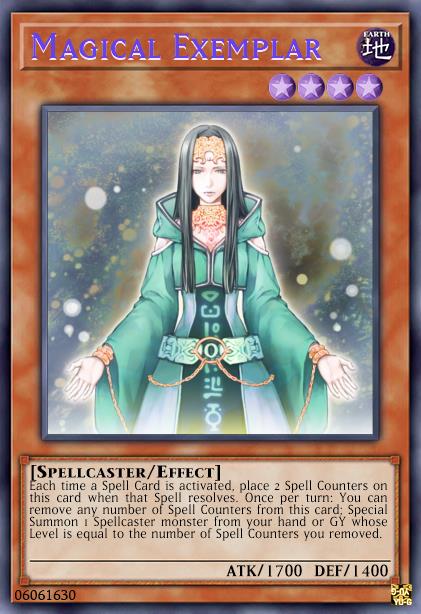 MAGICAL EXEMPLAR
EARTH
地
[SPELLCASTER/EFFECT]
Each time a Spell Card is activated, place 2 Spell Counters on
this card when that Spell resolves. Once per turn: You can
remove any number of Spell Counters from this card; Special
Summon 1 Spellcaster monster from your hand or GY whose
Level is equal to the number of Spell Counters you removed.
ATK/1700 DEF/1400
06061630